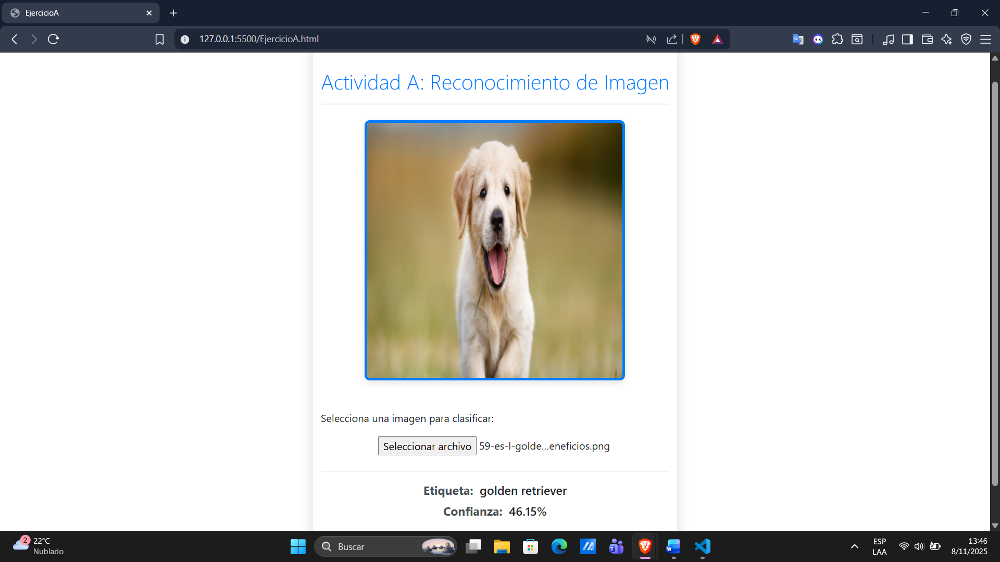 EjercicioA
127.0.0.1:5500/EjercicioA.html
Actividad A: Reconocimiento de Imagen
Selecciona una imagen para clasificar:
Seleccionar archivo 59-es-l-golde...eneficios.png
Etiqueta: golden retriever
Confianza: 46.15%
2
22°C
Nublado
Buscar
ESP
LAA
13:46
8/11/2025